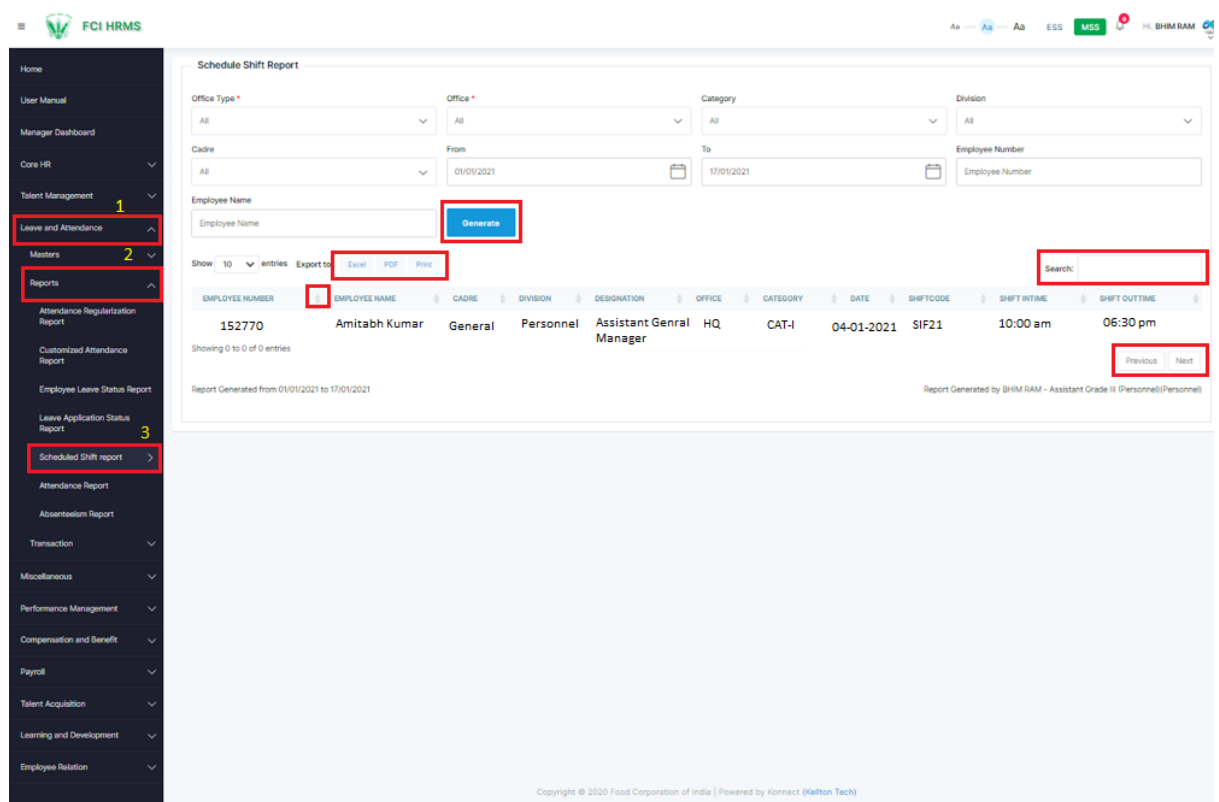 FCI HRMS
Aa Aa Aa ESS MSS Hi, BHIM RAM
Home
User Manual
Manager Dashboard
Core HR
Talent Management
1
Leave and Attendance
Masters 2
Reports
Attendance Regularization
Report
Customized Attendance
Report
Employee Leave Status Report
Leave Application Status
Report
3
Scheduled Shift report
Attendance Report
Absenteeism Report
Transaction
Miscellaneous
Performance Management
Compensation and Benefit
Payroll
Talent Acquisition
Learning and Development
Employee Relation
Schedule Shift Report
Office Type * Office * Category Division
All All All All
Cadre From To Employee Number
All 01/01/2021 17/01/2021 Employee Number
Employee Name
Employee Name Generate
Show 10 entries Export to Excel PDF Print Search:
EMPLOYEE NUMBER EMPLOYEE NAME CADRE DIVISION DESIGNATION OFFICE CATEGORY DATE SHIFTCODE SHIFT INTIME SHIFT OUTTIME
152770 Amitabh Kumar General Personnel Assistant Genral HQ CAT-I 04-01-2021 SIF21 10:00 am 06:30 pm
Manager
Showing 0 to 0 of 0 entries
Previous Next
Report Generated from 01/01/2021 to 17/01/2021 Report Generated by BHIM RAM - Assistant Grade III (Personnel)(Personnel)
Copyright © 2020 Food Corporation of India | Powered by Konnect (Kellton Tech)